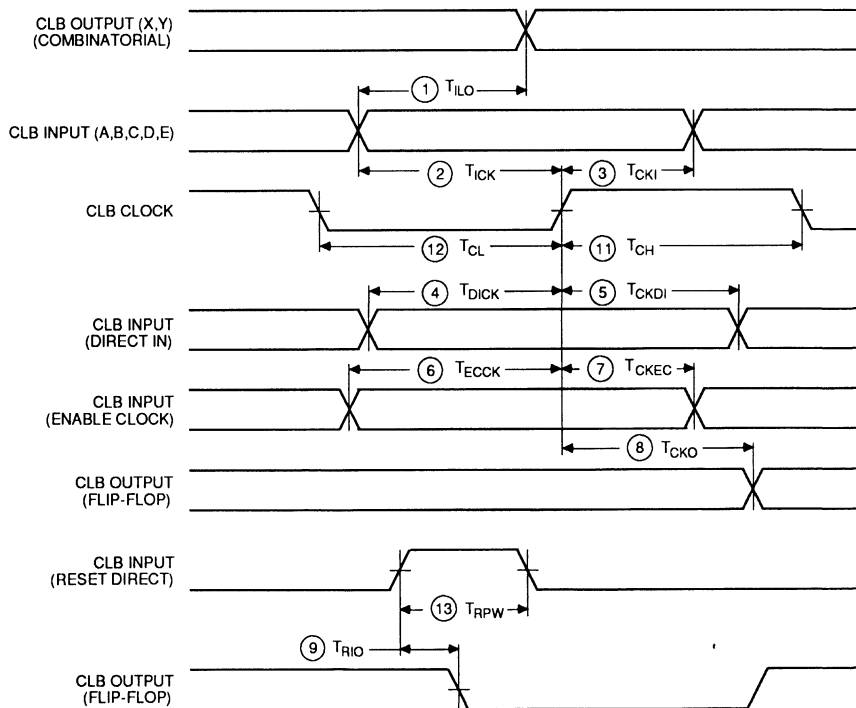 CLB OUTPUT (X,Y)
(COMBINATORIAL)
1 TILO
CLB INPUT (A,B,C,D,E)
2 TICK
3 TCKI
CLB CLOCK
12 TCL
11 TCH
4 TDICK
5 TCKDI
CLB INPUT
(DIRECT IN)
6 TECCK
7 TCKEC
CLB INPUT
(ENABLE CLOCK)
8 TCKO
CLB OUTPUT
(FLIP-FLOP)
CLB INPUT
(RESET DIRECT)
13 TRPW
9 TRIO
CLB OUTPUT
(FLIP-FLOP)